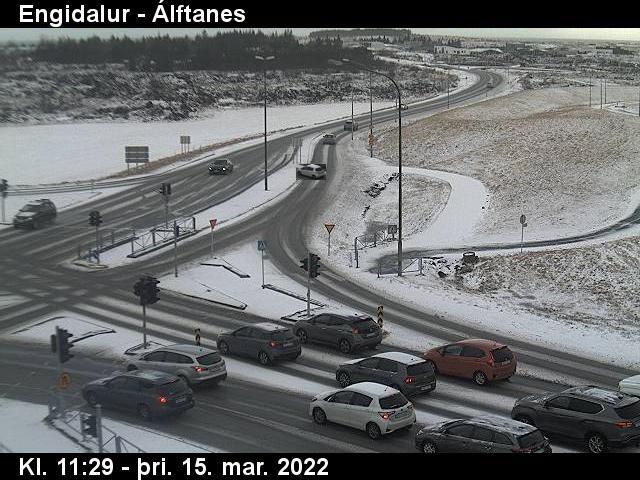 Engidalur - Álftanes
Kl. 11:29 - þri. 15. mar. 2022